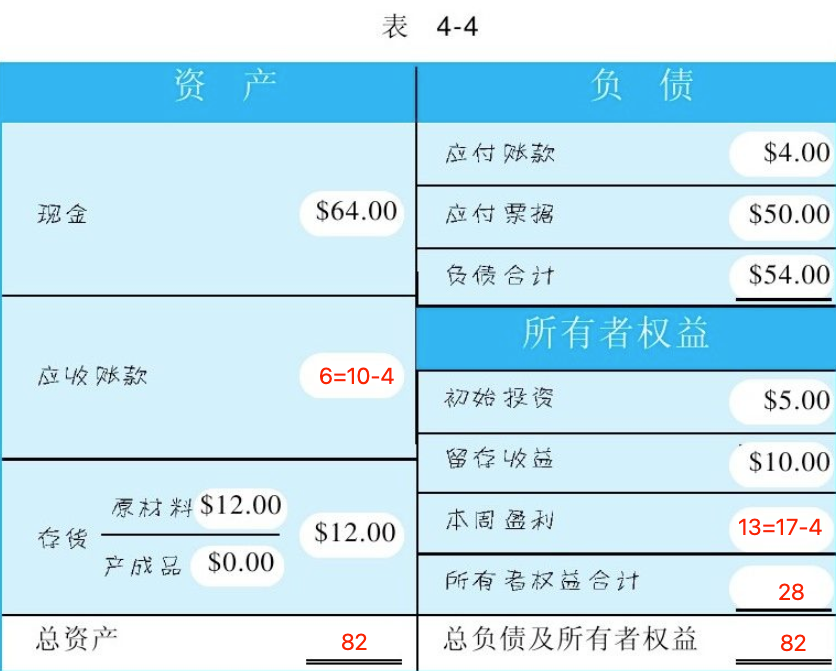 表 4-4
资 产
现金 $64.00
应收账款 6=10-4
存货 原材料 $12.00 $12.00
产成品 $0.00
总资产 82
负 债
应付账款 $4.00
应付票据 $50.00
负债合计 $54.00
所有者权益
初始投资 $5.00
留存收益 $10.00
本周盈利 13=17-4
所有者权益合计 28
总负债及所有者权益 82